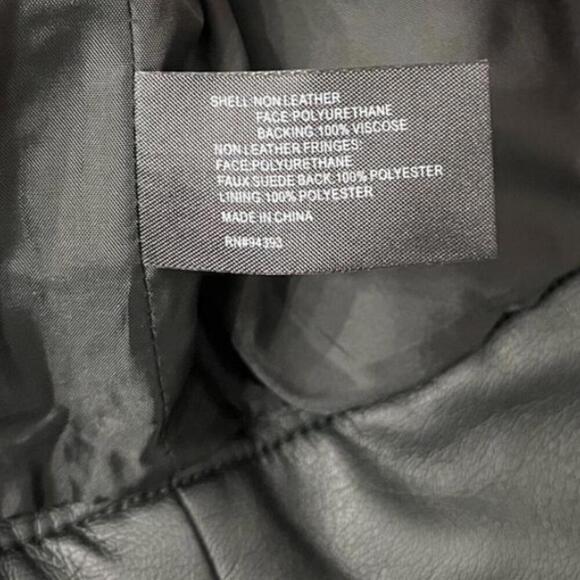 SHELL: NON LEATHER
FACE:POLYURETHANE
BACKING:100% VISCOSE
NON LEATHER FRINGES:
FACE:POLYURETHANE
FAUX SUEDE BACK:100% POLYESTER
LINING:100% POLYESTER
MADE IN CHINA
RN#94393